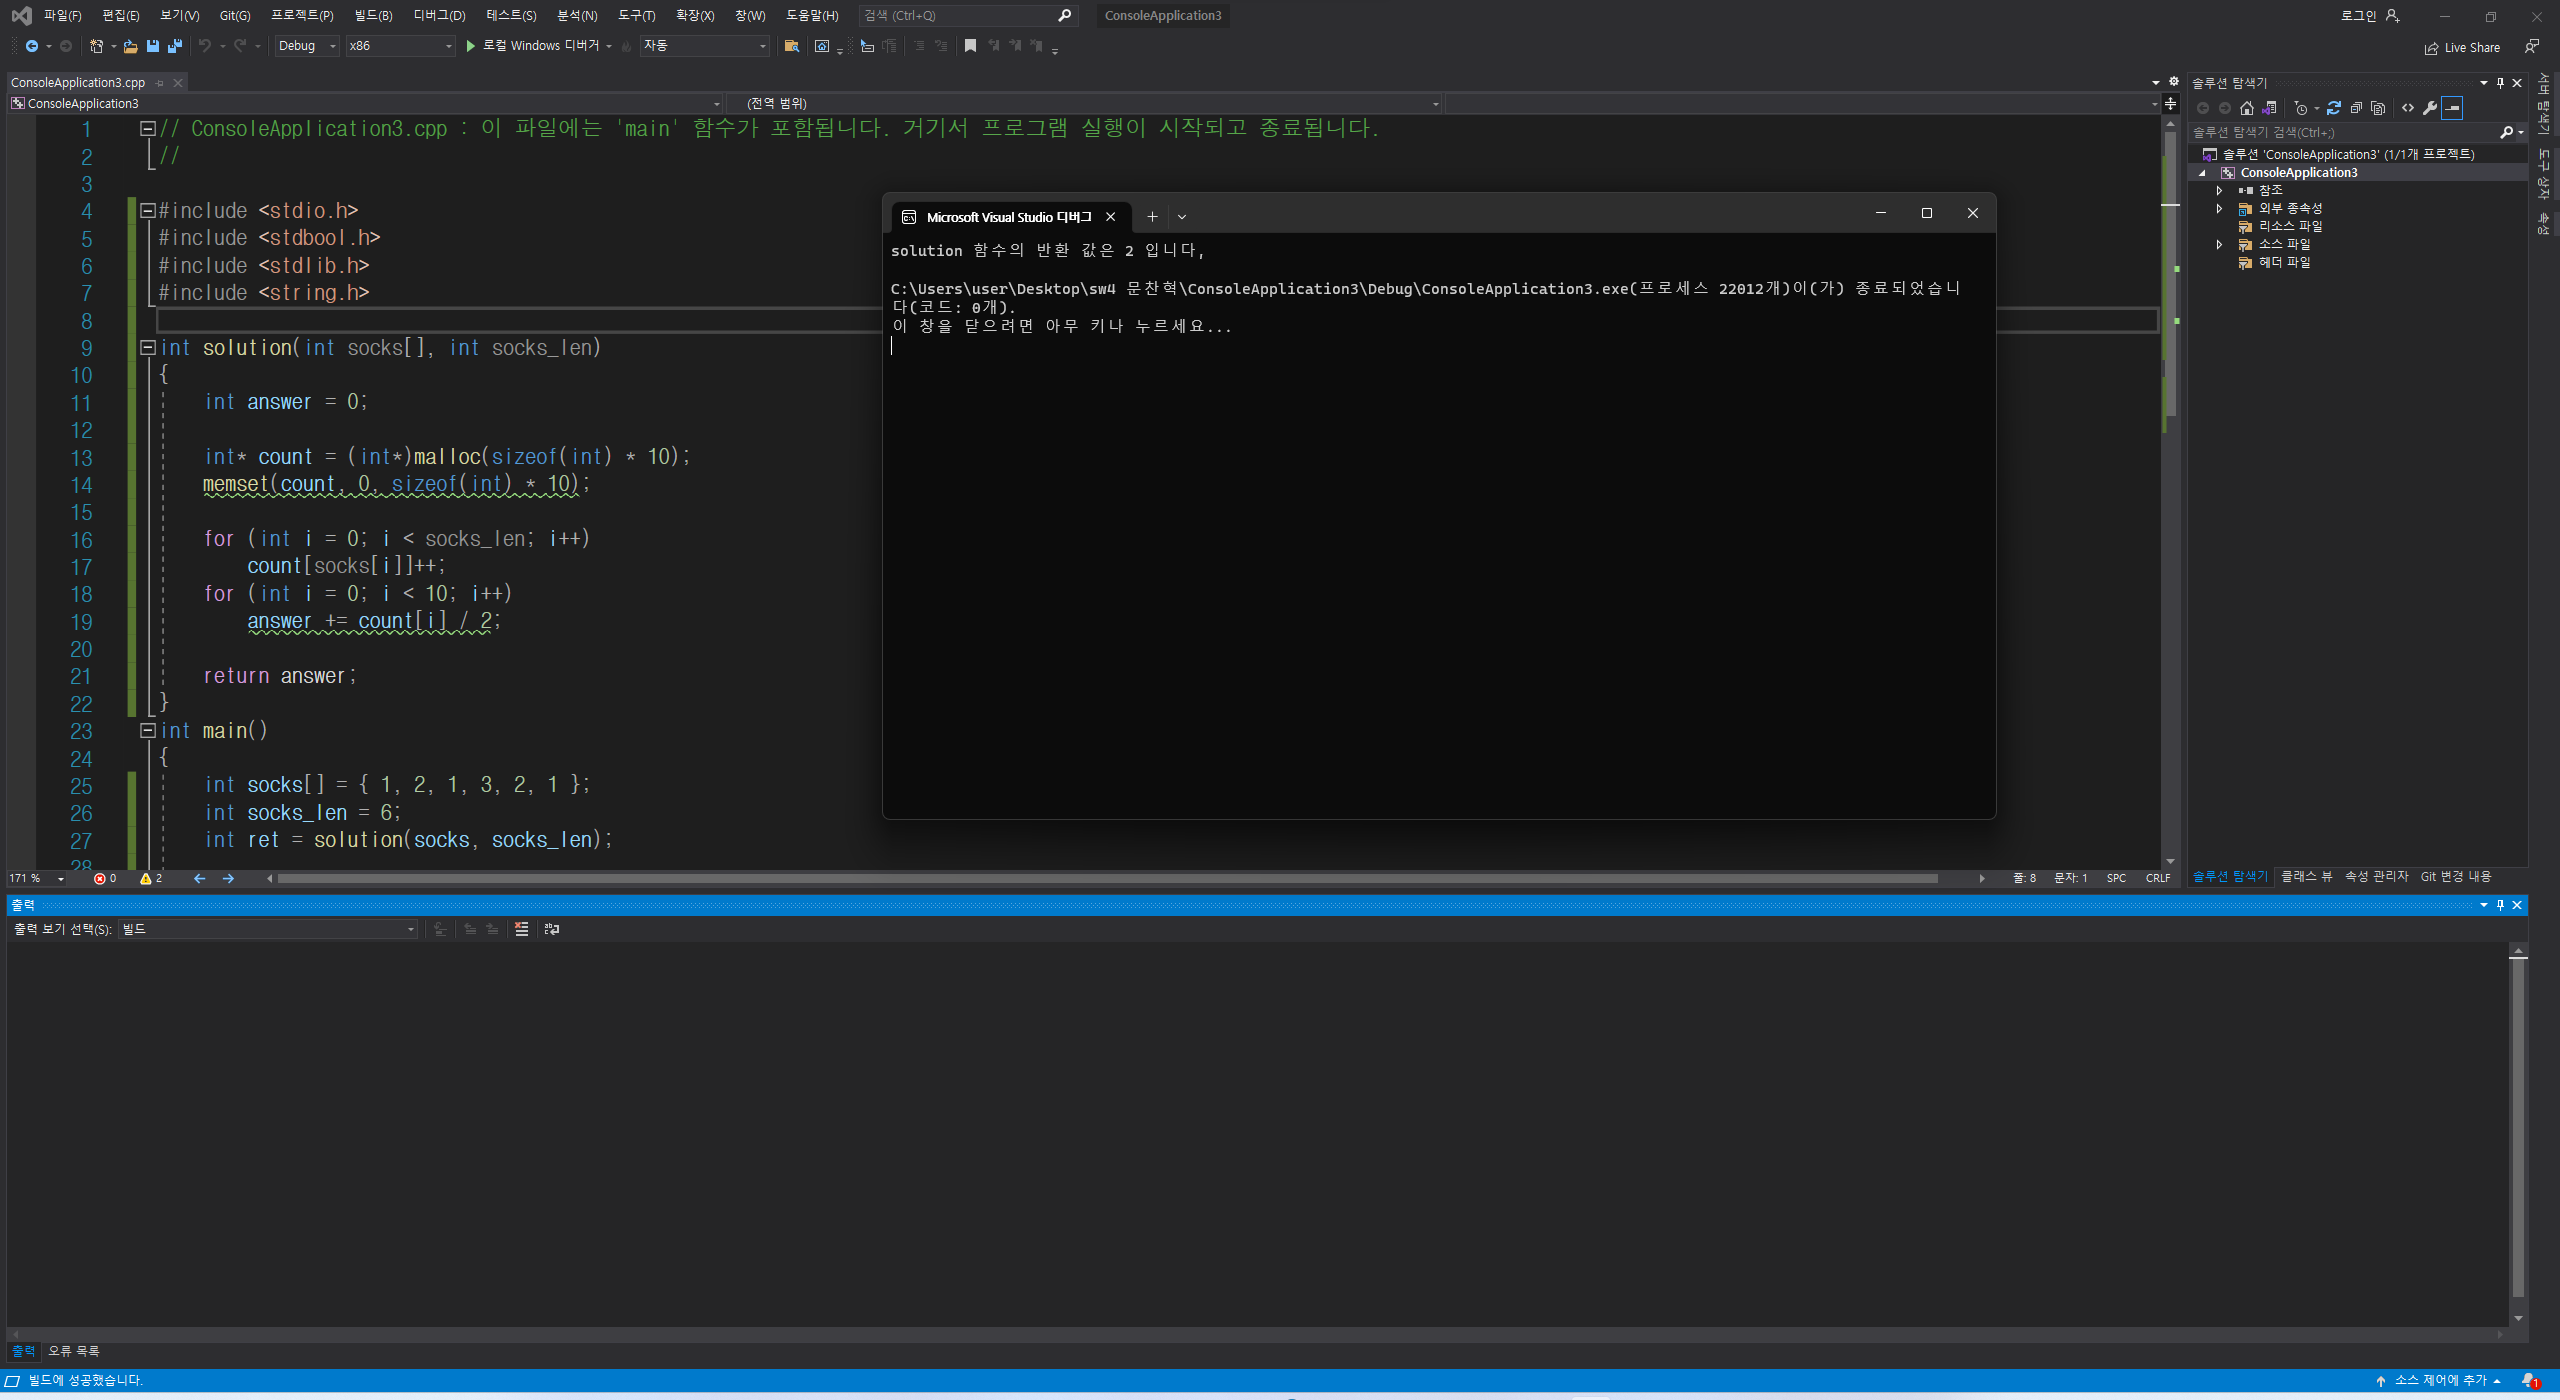 파일(F) 편집(E) 보기(V) Git(G) 프로젝트(P) 빌드(B) 디버그(D) 테스트(S) 분석(N) 도구(T) 확장(X) 창(W) 도움말(H) 검색 (Ctrl+Q) ConsoleApplication3 로그인
Debug x86 로컬 Windows 디버거 자동 Live Share
ConsoleApplication3.cpp
ConsoleApplication3 (전역 범위)
1 // ConsoleApplication3.cpp : 이 파일에는 'main' 함수가 포함됩니다. 거기서 프로그램 실행이 시작되고 종료됩니다.
2 //
3
4 #include <stdio.h>
5 #include <stdbool.h>
6 #include <stdlib.h>
7 #include <string.h>
8
9 int solution(int socks[], int socks_len)
10 {
11 int answer = 0;
12
13 int* count = (int*)malloc(sizeof(int) * 10);
14 memset(count, 0, sizeof(int) * 10);
15
16 for (int i = 0; i < socks_len; i++)
17 count[socks[i]]++;
18 for (int i = 0; i < 10; i++)
19 answer += count[i] / 2;
20
21 return answer;
22 }
23 int main()
24 {
25 int socks[] = { 1, 2, 1, 3, 2, 1 };
26 int socks_len = 6;
27 int ret = solution(socks, socks_len);
28
171 % 0 2 줄: 8 문자: 1 SPC CRLF
Microsoft Visual Studio 디버그
solution 함수의 반환 값은 2 입니다,
C:\Users\user\Desktop\sw4 문찬혁\ConsoleApplication3\Debug\ConsoleApplication3.exe(프로세스 22012개)이(가) 종료되었습니
다(코드: 0개).
이 창을 닫으려면 아무 키나 누르세요...
솔루션 탐색기
솔루션 탐색기 검색(Ctrl+;)
솔루션 'ConsoleApplication3' (1/1개 프로젝트)
ConsoleApplication3
참조
외부 종속성
리소스 파일
소스 파일
헤더 파일
솔루션 탐색기 클래스 뷰 속성 관리자 Git 변경 내용
서버 탐색기
도구 상자
속성
출력
출력 보기 선택(S): 빌드
출력 오류 목록
빌드에 성공했습니다. 소스 제어에 추가 1